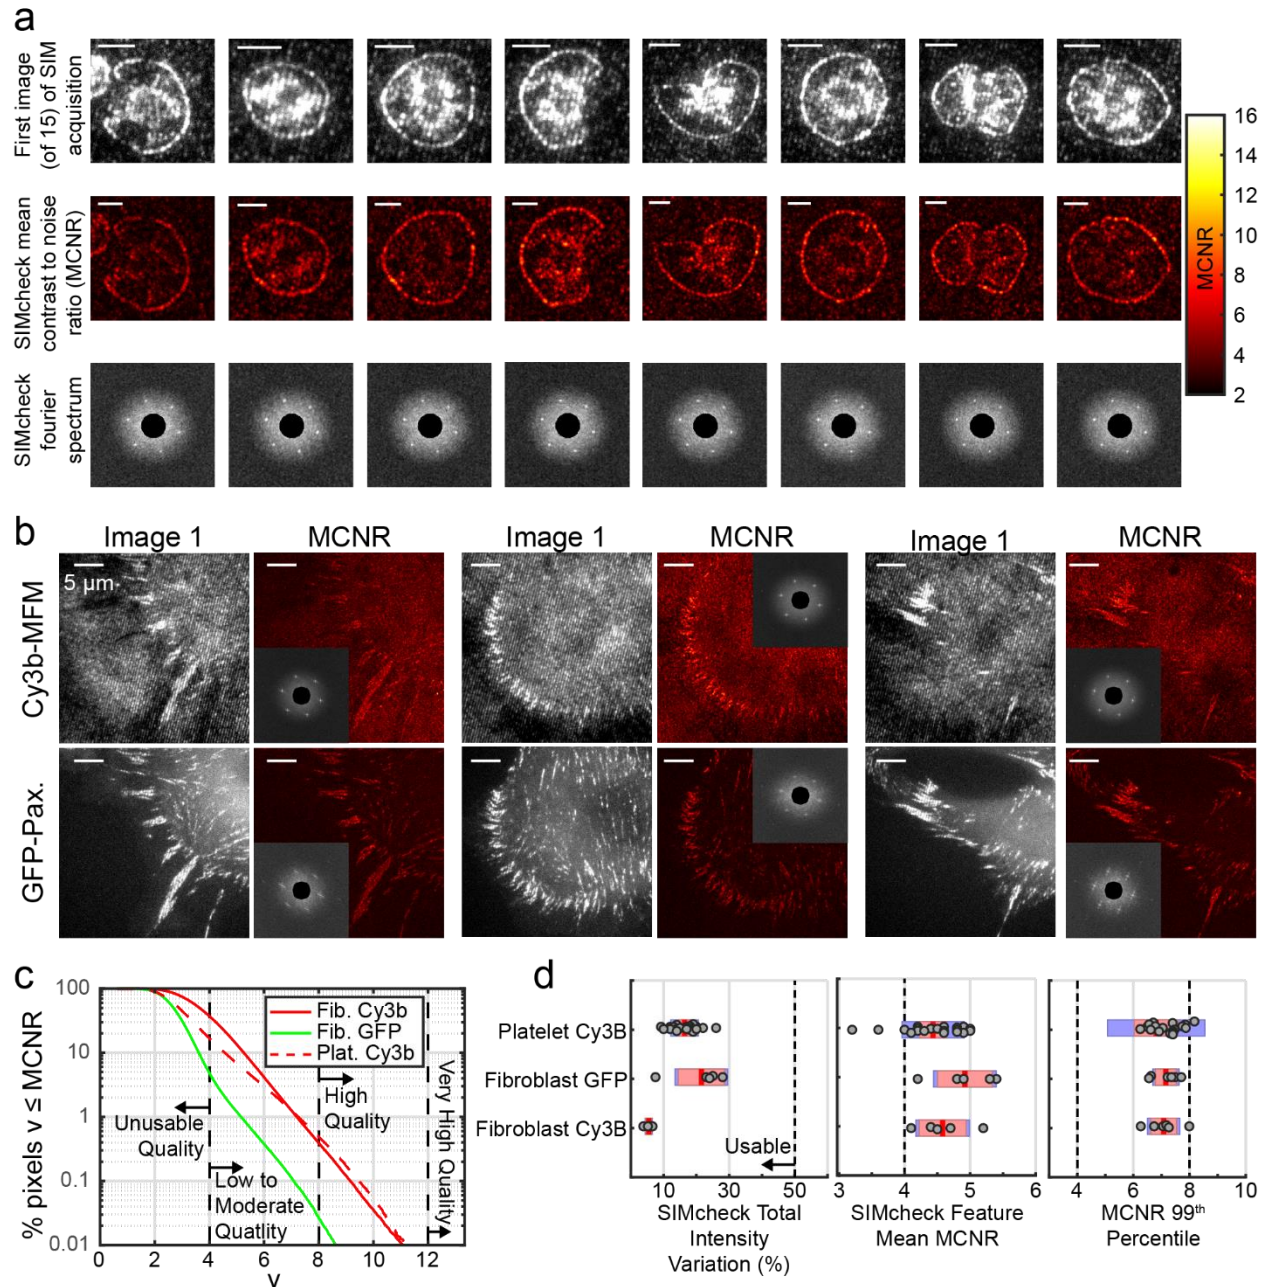 a
First image
(of 15) of SIM
acquisition
SIMcheck mean
contrast to noise
ratio (MCNR)
SIMcheck
fourier
spectrum
16
14
12
10
8
6
4
2
MCNR
b
Image 1
MCNR
Image 1
MCNR
Image 1
MCNR
5 µm
Cy3b-MFM
GFP-Pax.
c
% pixels v ≤ MCNR
100
10
1
0.1
0.01
0
2
4
6
8
10
12
v
Fib. Cy3b
Fib. GFP
Plat. Cy3b
Unusable
Quality
Low to
Moderate
Quatlity
High
Quality
Very High Quality
d
Platelet Cy3B
Fibroblast GFP
Fibroblast Cy3B
Usable
10
30
50
SIMcheck Total
Intensity
Variation (%)
3
4
5
6
SIMcheck Feature
Mean MCNR
4
6
8
10
MCNR 99th
Percentile